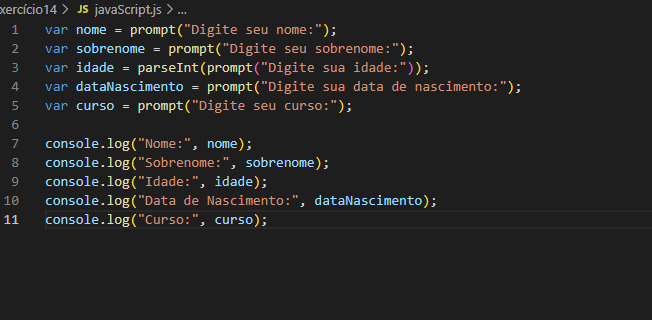 xercício14 > JS javaScript.js > ...
1 var nome = prompt("Digite seu nome:");
2 var sobrenome = prompt("Digite seu sobrenome:");
3 var idade = parseInt(prompt("Digite sua idade:"));
4 var dataNascimento = prompt("Digite sua data de nascimento:");
5 var curso = prompt("Digite seu curso:");
6
7 console.log("Nome:", nome);
8 console.log("Sobrenome:", sobrenome);
9 console.log("Idade:", idade);
10 console.log("Data de Nascimento:", dataNascimento);
11 console.log("Curso:", curso);